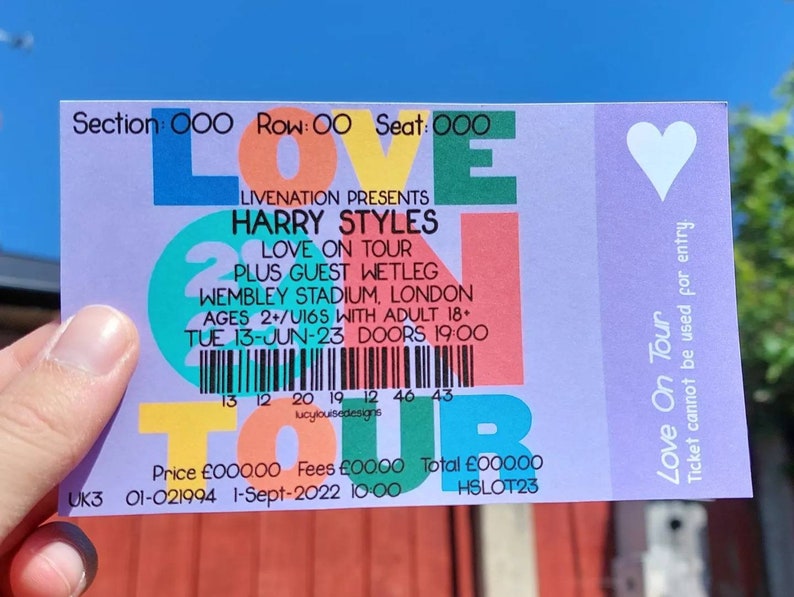 Section: 000 Row: 00 Seat: 000
LOVE
LIVENATION PRESENTS
HARRY STYLES
LOVE ON TOUR
PLUS GUEST WETLEG
WEMBLEY STADIUM, LONDON
AGES 2+/U16S WITH ADULT 18+
TUE 13-JUN-23 DOORS 19:00
ON
13 12 20 19 12 46 43
lucylouisedesigns
TOUR
Price £000.00 Fees £00.00 Total £000.00
UK3 01-021994 1-Sept-2022 10:00 HSLOT23
Love On Tour
Ticket cannot be used for entry.